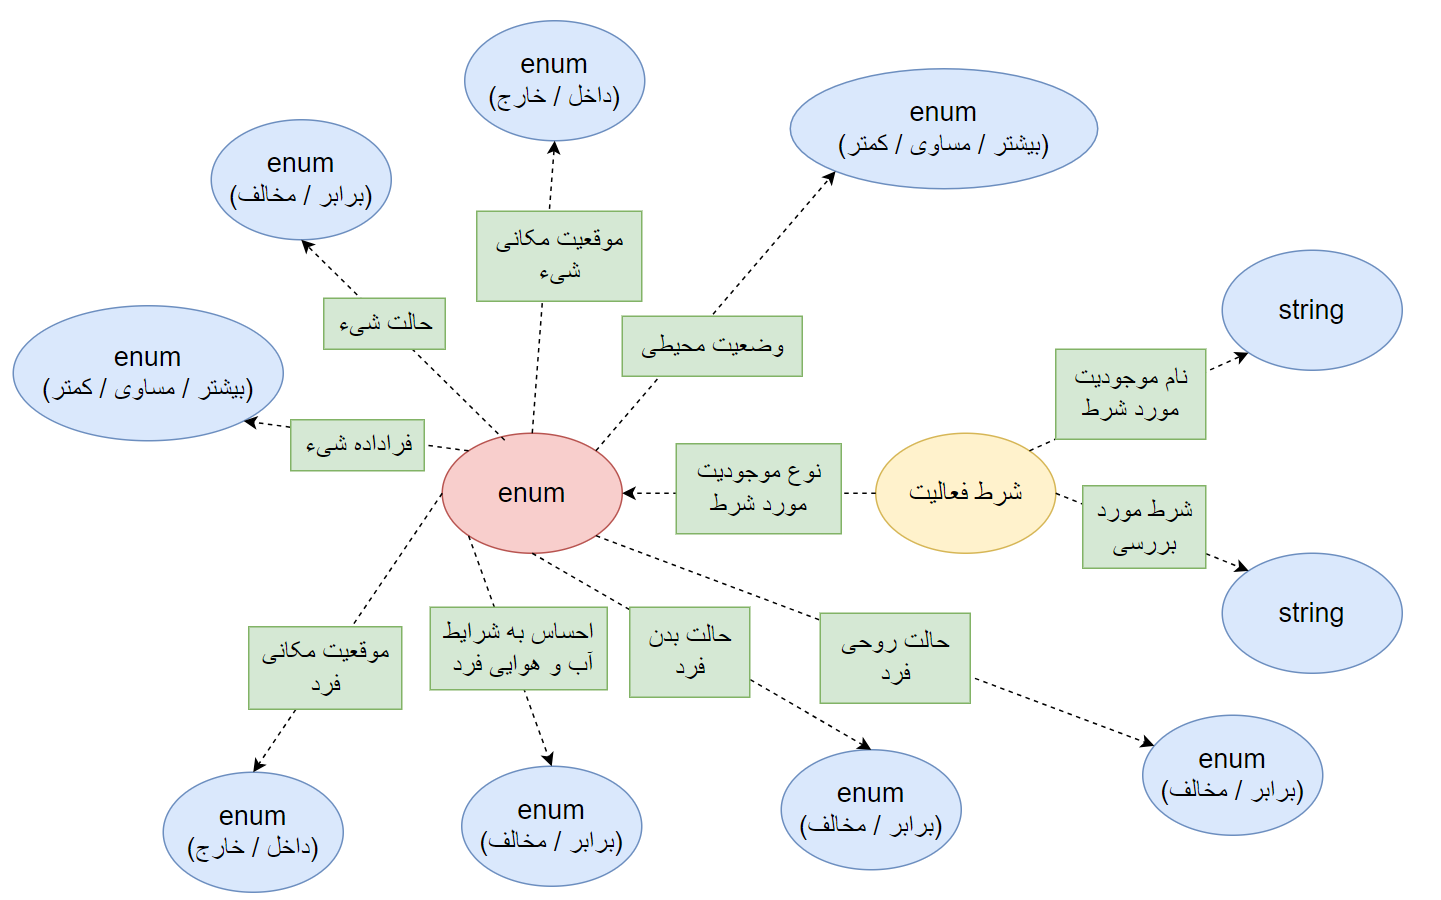 enum
(داخل / خارج)
enum
(بیشتر / مساوی / کمتر)
enum
(برابر / مخالف)
موقعیت مکانی
شیء
حالت شیء
وضعیت محیطی
string
enum
(بیشتر / مساوی / کمتر)
نام موجودیت
مورد شرط
فراداده شیء
enum
نوع موجودیت
مورد شرط
شرط فعالیت
شرط مورد
بررسی
string
موقعیت مکانی
فرد
احساس به شرایط
آب و هوایی فرد
حالت بدن
فرد
حالت روحی
فرد
enum
(داخل / خارج)
enum
(برابر / مخالف)
enum
(برابر / مخالف)
enum
(برابر / مخالف)